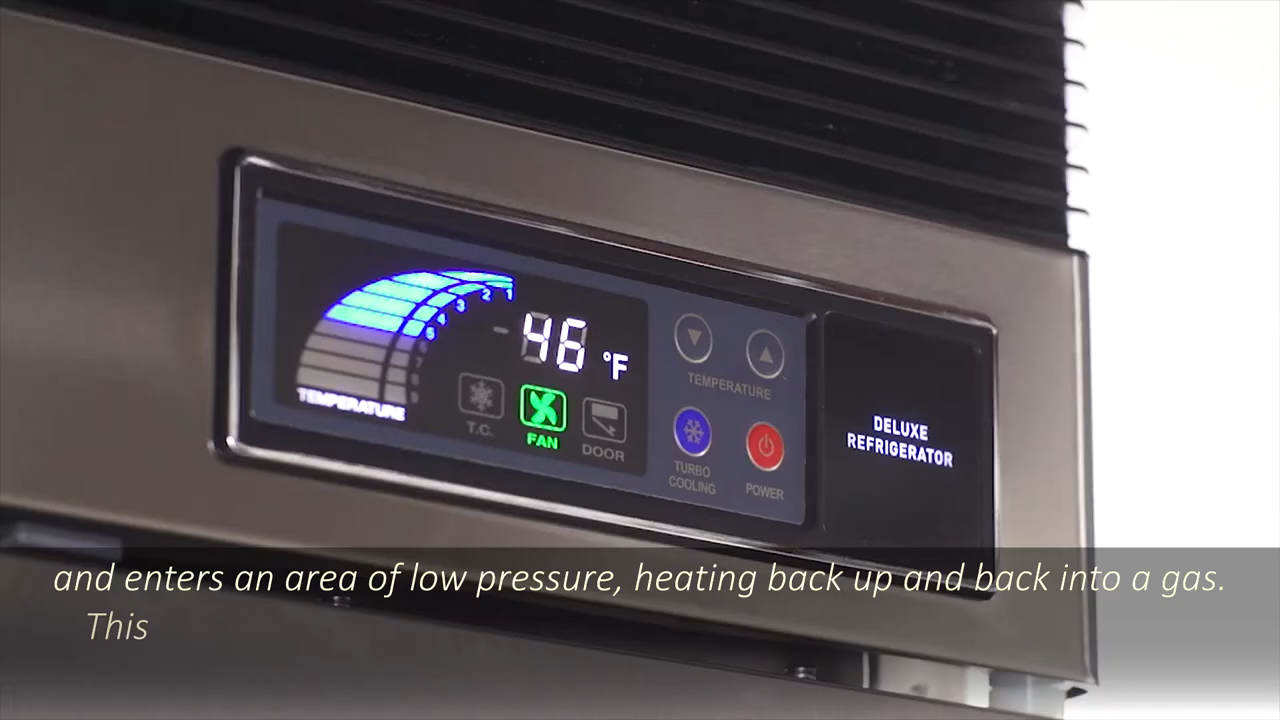 1
2
3
4
5
46 °F
TEMPERATURE
T.C.
FAN
DOOR
TEMPERATURE
TURBO
COOLING
POWER
DELUXE
REFRIGERATOR
and enters an area of low pressure, heating back up and back into a gas.
This